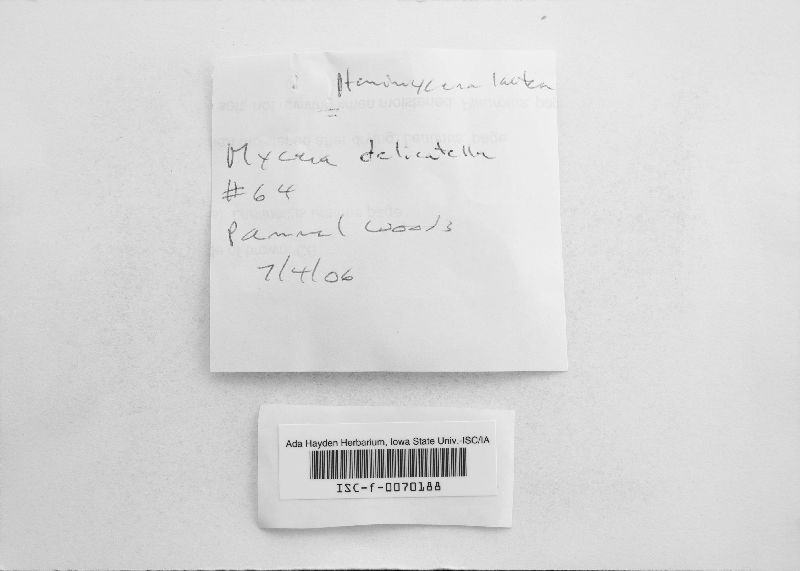 Hemimycena lactea
=
Mycena delicatella
#64
Pammel woods
7/4/06
Ada Hayden Herbarium, Iowa State Univ.-ISC/IA
ISC-f-0070188